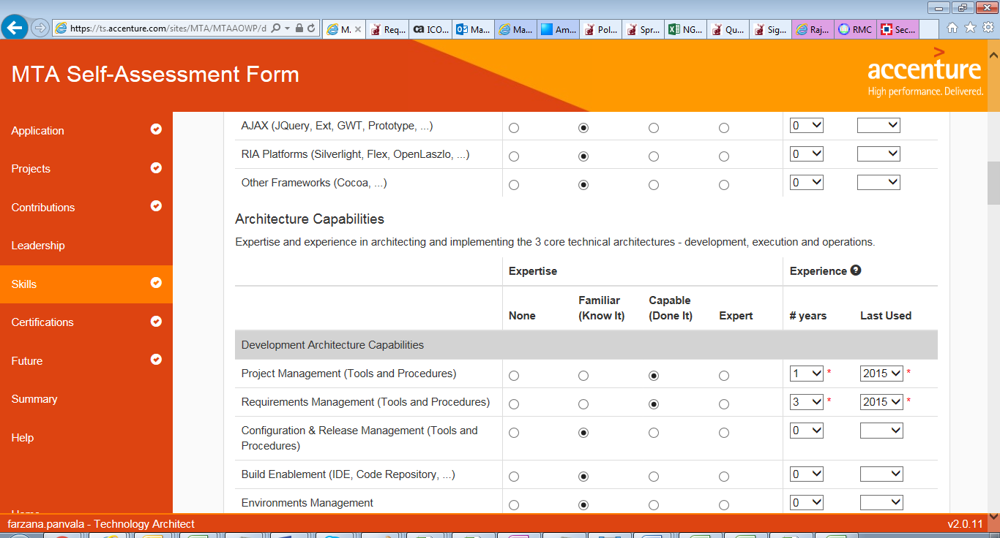 https://ts.accenture.com/sites/MTA/MTAAOWP/d
M.
Req...
ca ICO...
Ma...
Ma...
Am...
Pol...
Spr...
NG...
Qu...
Sig...
Raj...
RMC
Sec...
MTA Self-Assessment Form
>
accenture
High performance. Delivered.
Application
Projects
Contributions
Leadership
Skills
Certifications
Future
Summary
Help
AJAX (JQuery, Ext, GWT, Prototype, ...) 0
RIA Platforms (Silverlight, Flex, OpenLaszlo, ...) 0
Other Frameworks (Cocoa, ...) 0
Architecture Capabilities
Expertise and experience in architecting and implementing the 3 core technical architectures - development, execution and operations.
Expertise Experience ?
None Familiar (Know It) Capable (Done It) Expert # years Last Used
Development Architecture Capabilities
Project Management (Tools and Procedures) 1 * 2015 *
Requirements Management (Tools and Procedures) 3 * 2015 *
Configuration & Release Management (Tools and
Procedures) 0
Build Enablement (IDE, Code Repository, ...) 0
Environments Management 0
farzana.panvala - Technology Architect
v2.0.11